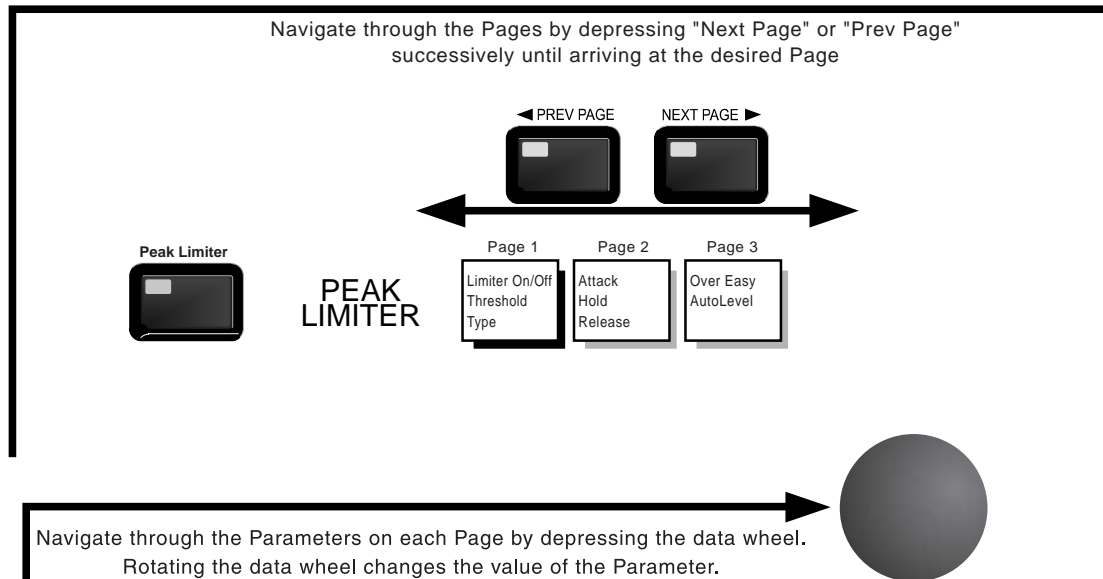 Navigate through the Pages by depressing "Next Page" or "Prev Page"
successively until arriving at the desired Page
◄ PREV PAGE
NEXT PAGE ►
Peak Limiter
PEAK
LIMITER
Page 1
Limiter On/Off
Threshold
Type
Page 2
Attack
Hold
Release
Page 3
Over Easy
AutoLevel
Navigate through the Parameters on each Page by depressing the data wheel.
Rotating the data wheel changes the value of the Parameter.